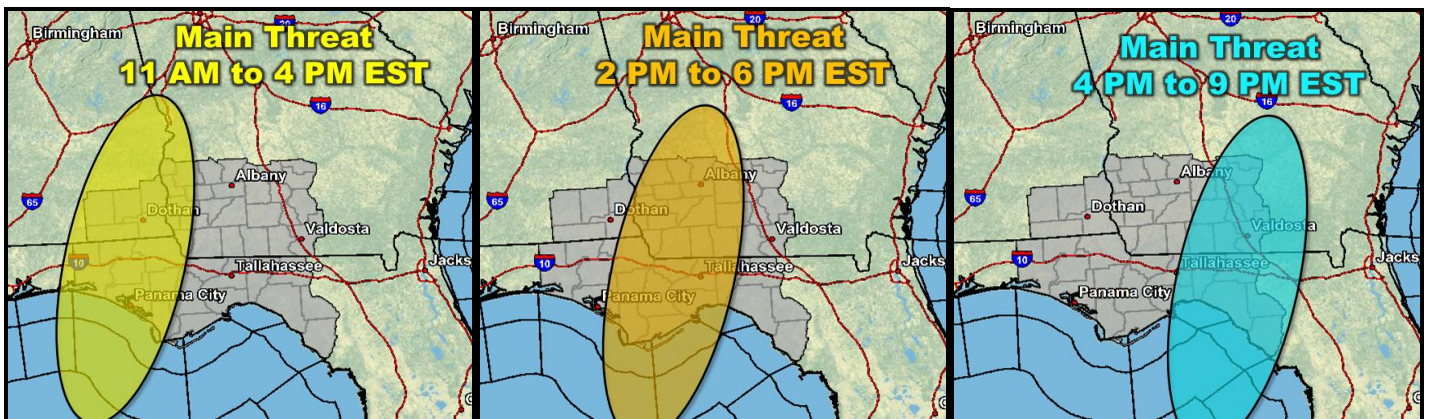 Main Threat
11 AM to 4 PM EST
Birmingham
20
16
65
Albany
Dothan
Valdosta
10
Tallahassee
Jacks
Panama City
Main Threat
2 PM to 6 PM EST
Birmingham
20
16
65
Albany
Dothan
Valdosta
10
Tallahassee
Jacks
Panama City
Main Threat
4 PM to 9 PM EST
Birmingham
20
16
65
Albany
Dothan
Valdosta
10
Tallahassee
Jacks
Panama City